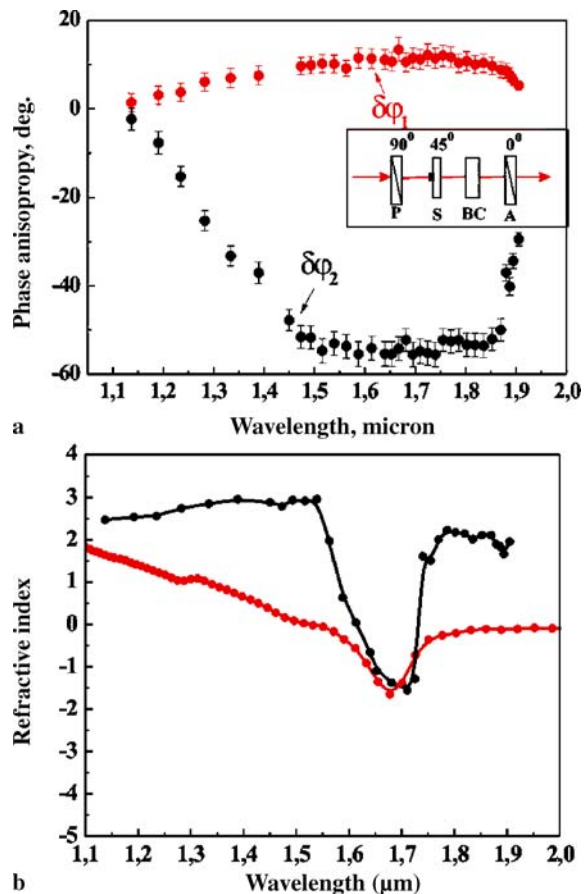 20
10
0
-20
-40
-60
Phase anisopropy, deg.
δφ1
δφ2
90⁰ 45⁰ 0⁰
P S BC A
1,1 1,2 1,3 1,4 1,5 1,6 1,7 1,8 1,9 2,0
a Wavelength, micron
4
3
2
1
0
-1
-2
-3
-4
-5
Refractive index
1,1 1,2 1,3 1,4 1,5 1,6 1,7 1,8 1,9 2,0
b Wavelength (μm)